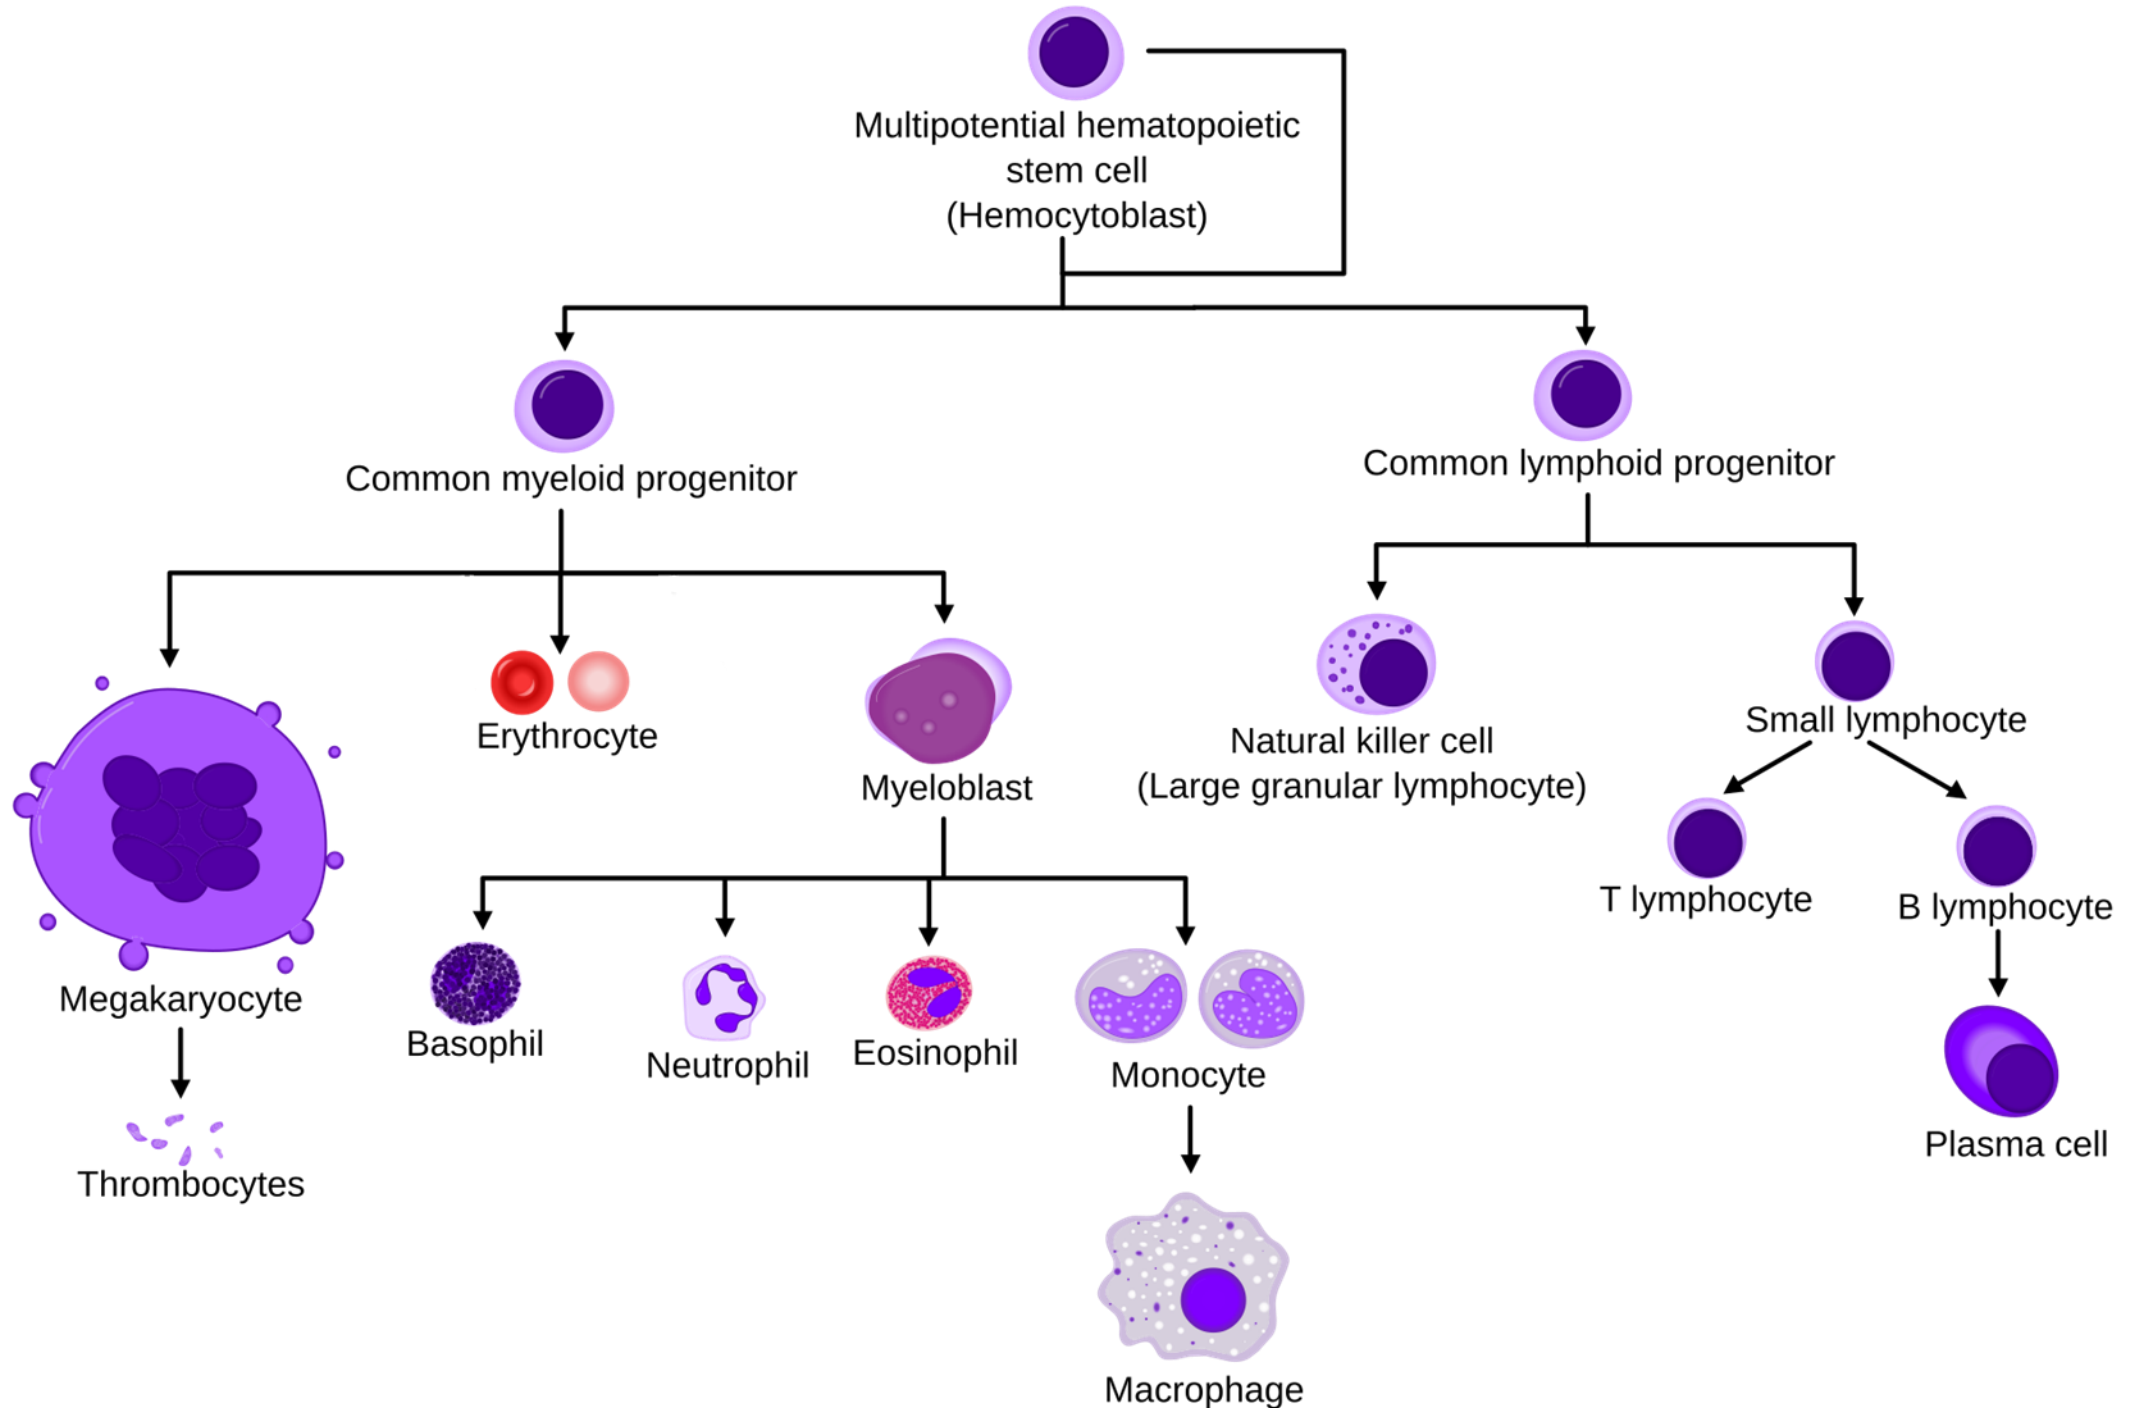 Multipotential hematopoietic
stem cell
(Hemocytoblast)
Common myeloid progenitor
Common lymphoid progenitor
Erythrocyte
Myeloblast
Natural killer cell
(Large granular lymphocyte)
Small lymphocyte
T lymphocyte
B lymphocyte
Megakaryocyte
Basophil
Neutrophil
Eosinophil
Monocyte
Plasma cell
Thrombocytes
Macrophage